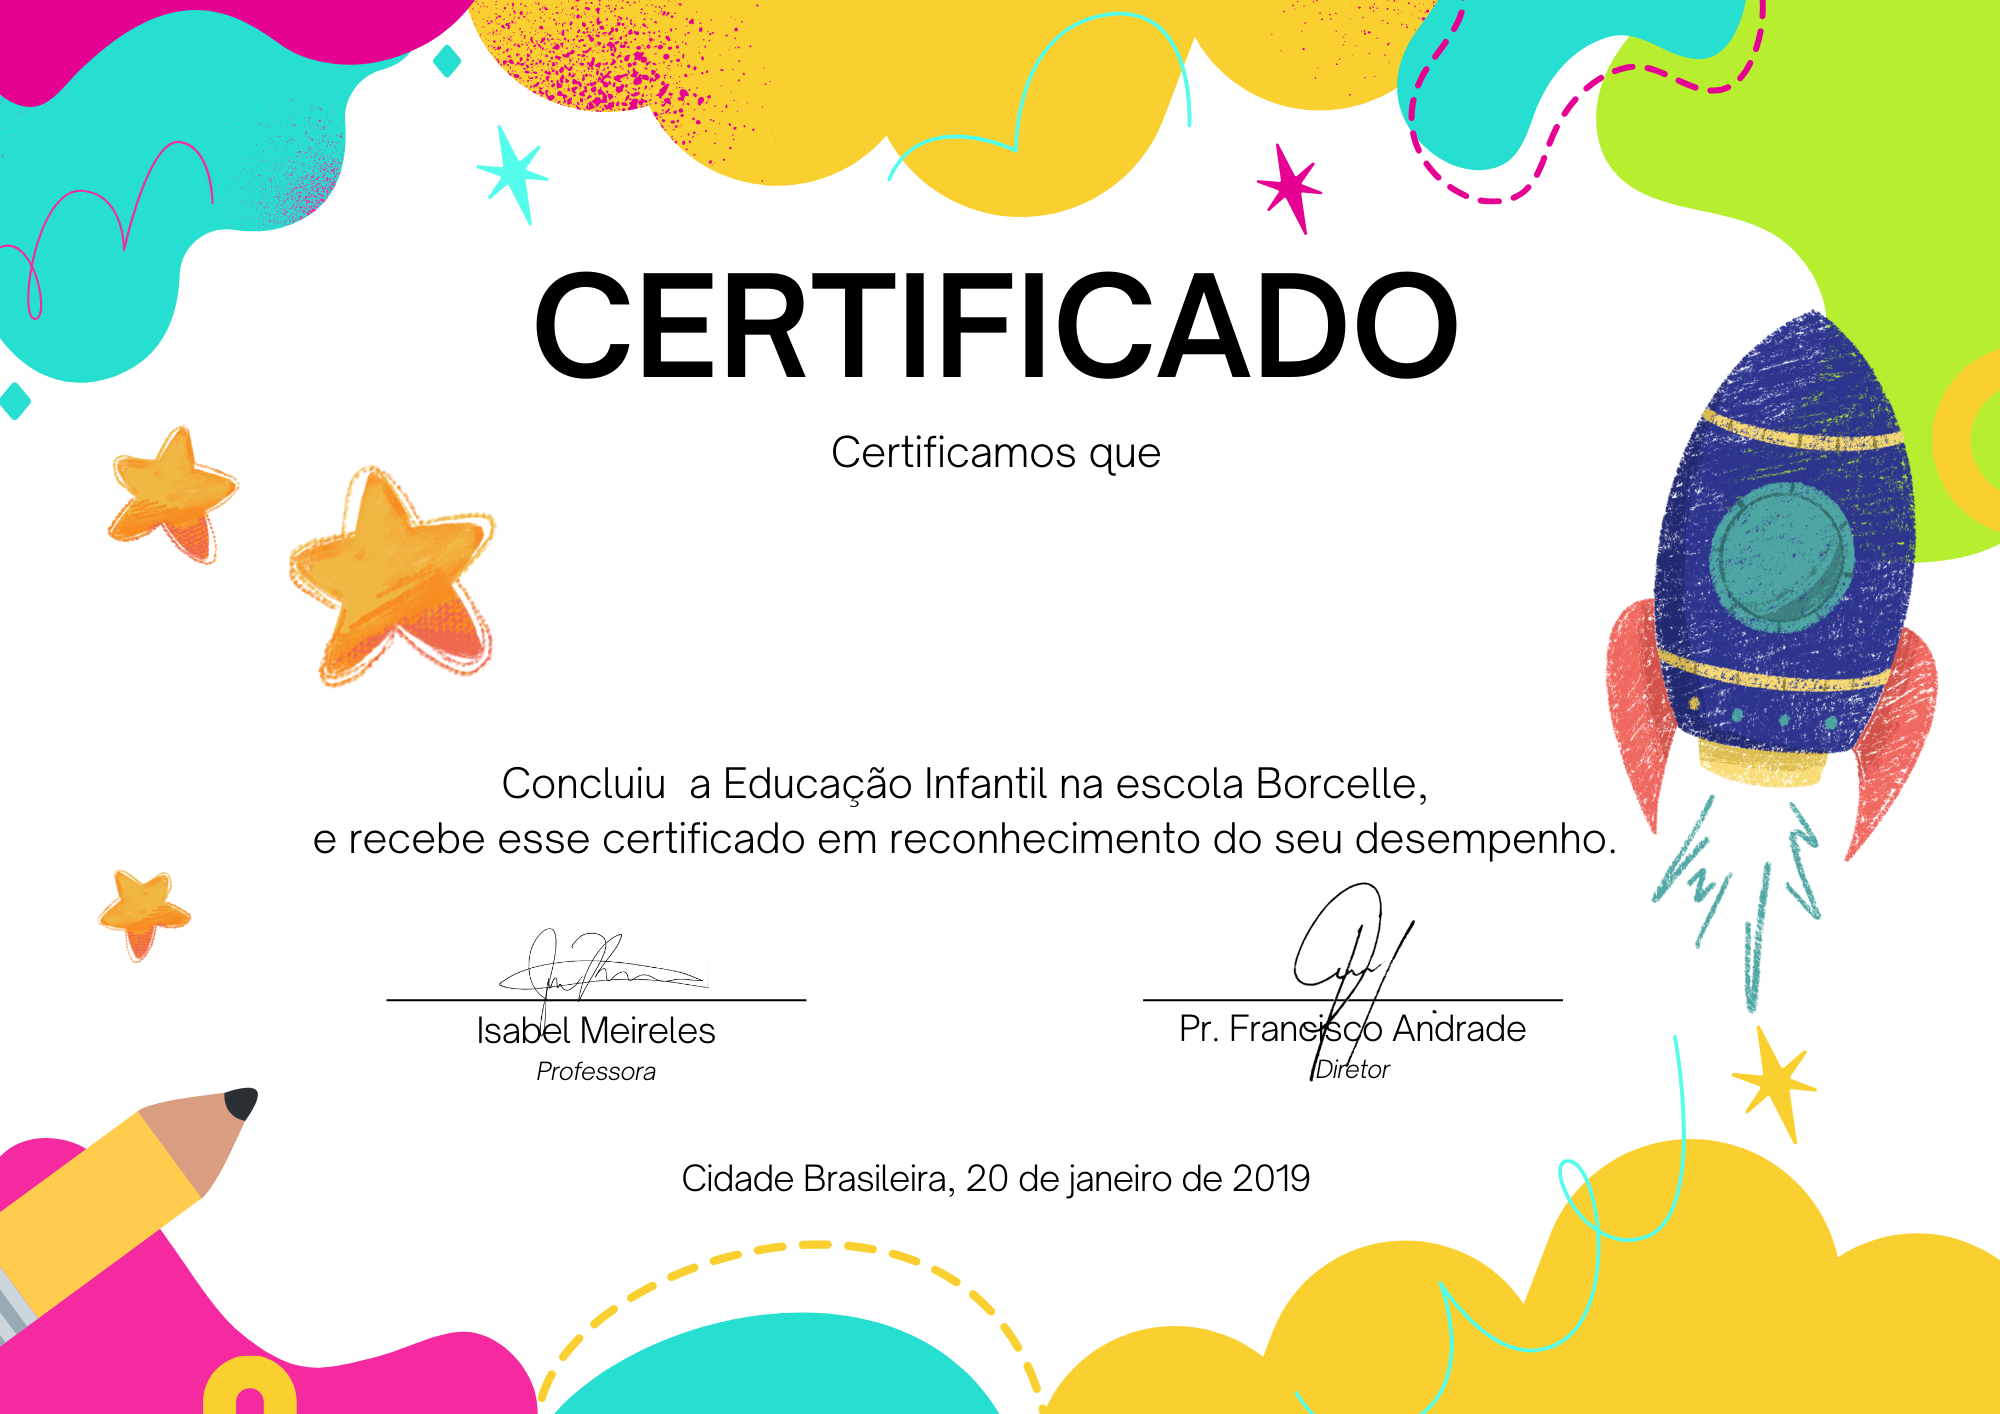 CERTIFICADO
Certificamos que
Concluiu a Educação Infantil na escola Borcelle,
e recebe esse certificado em reconhecimento do seu desempenho.
Isabel Meireles
Professora
Pr. Francisco Andrade
Diretor
Cidade Brasileira, 20 de janeiro de 2019